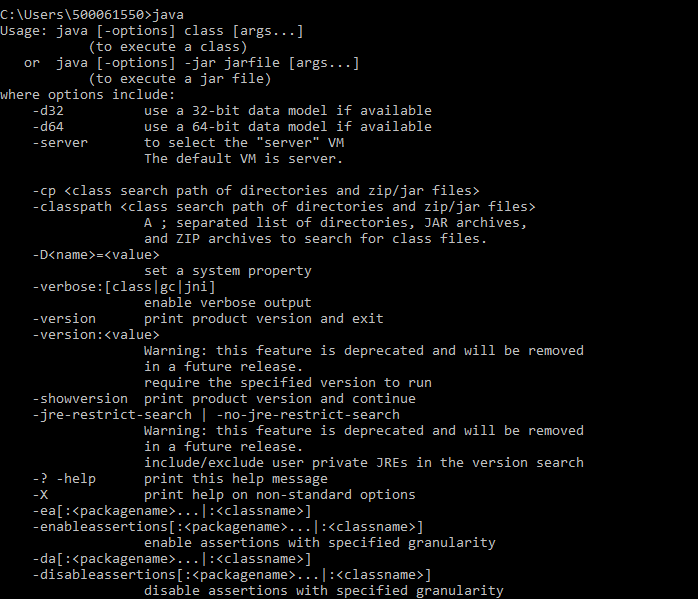 C:\Users\500061550>java
Usage: java [-options] class [args...]
           (to execute a class)
   or  java [-options] -jar jarfile [args...]
           (to execute a jar file)
where options include:
    -d32          use a 32-bit data model if available
    -d64          use a 64-bit data model if available
    -server       to select the "server" VM
                  The default VM is server.

    -cp <class search path of directories and zip/jar files>
    -classpath <class search path of directories and zip/jar files>
                  A ; separated list of directories, JAR archives,
                  and ZIP archives to search for class files.
    -D<name>=<value>
                  set a system property
    -verbose:[class|gc|jni]
                  enable verbose output
    -version      print product version and exit
    -version:<value>
                  Warning: this feature is deprecated and will be removed
                  in a future release.
                  require the specified version to run
    -showversion  print product version and continue
    -jre-restrict-search | -no-jre-restrict-search
                  Warning: this feature is deprecated and will be removed
                  in a future release.
                  include/exclude user private JREs in the version search
    -? -help      print this help message
    -X            print help on non-standard options
    -ea[:<packagename>...|:<classname>]
    -enableassertions[:<packagename>...|:<classname>]
                  enable assertions with specified granularity
    -da[:<packagename>...|:<classname>]
    -disableassertions[:<packagename>...|:<classname>]
                  disable assertions with specified granularity